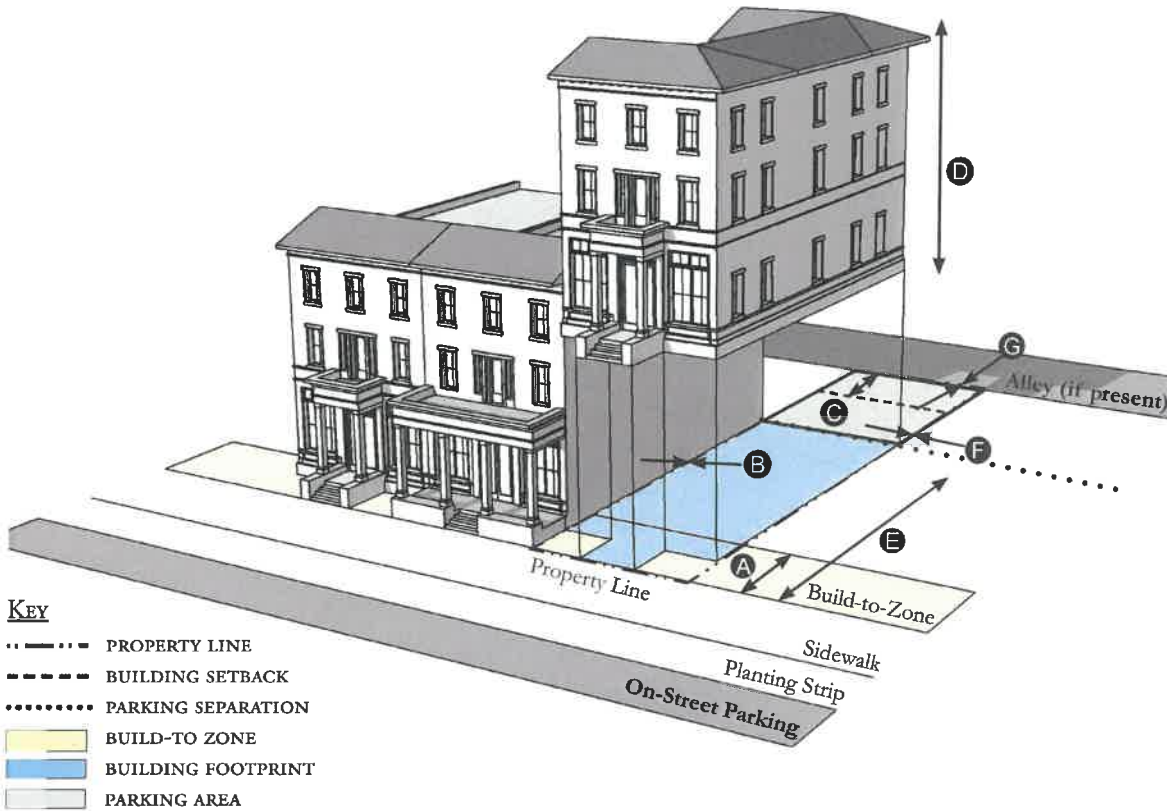 D
G
Alley (if present)
C
F
B
E
A
Property Line
Build-to-Zone
Sidewalk
Planting Strip
On-Street Parking
KEY
PROPERTY LINE
BUILDING SETBACK
PARKING SEPARATION
BUILD-TO ZONE
BUILDING FOOTPRINT
PARKING AREA